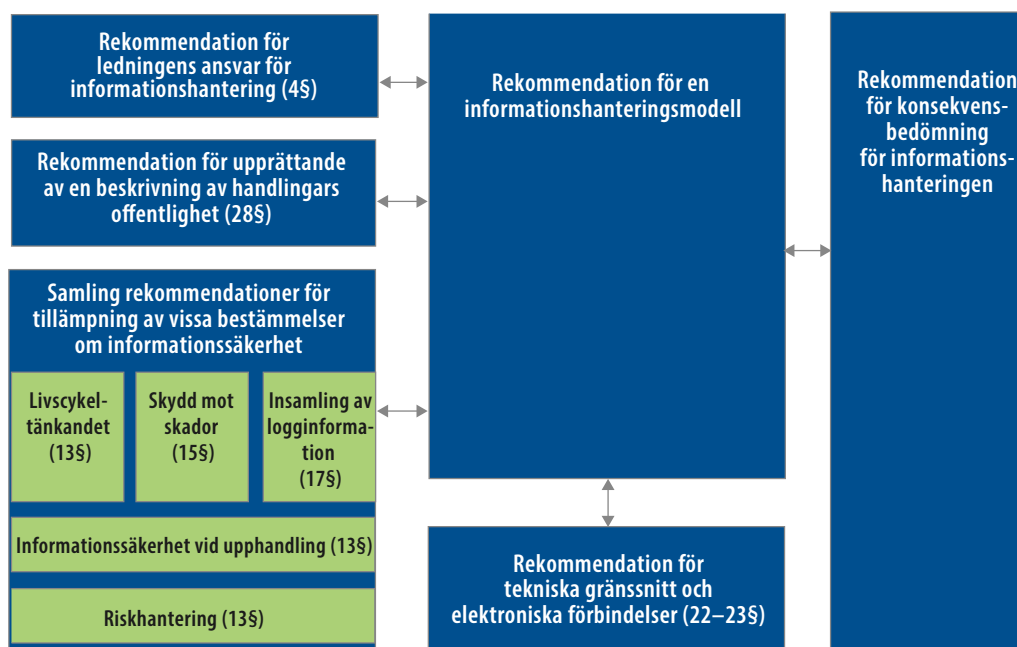 Rekommendation för
ledningens ansvar för
informationshantering (4§)
Rekommendation för upprättande
av en beskrivning av handlingars
offentlighet (28§)
Samling rekommendationer för
tillämpning av vissa bestämmelser
om informationssäkerhet
Livscykel-
tänkandet
(13§)
Skydd mot
skador
(15§)
Insamling av
logginforma-
tion
(17§)
Informationssäkerhet vid upphandling (13§)
Riskhantering (13§)
Rekommendation för en
informationshanteringsmodell
Rekommendation för
tekniska gränssnitt och
elektroniska förbindelser (22–23§)
Rekommendation
för konsekvens-
bedömning
för informations-
hanteringen